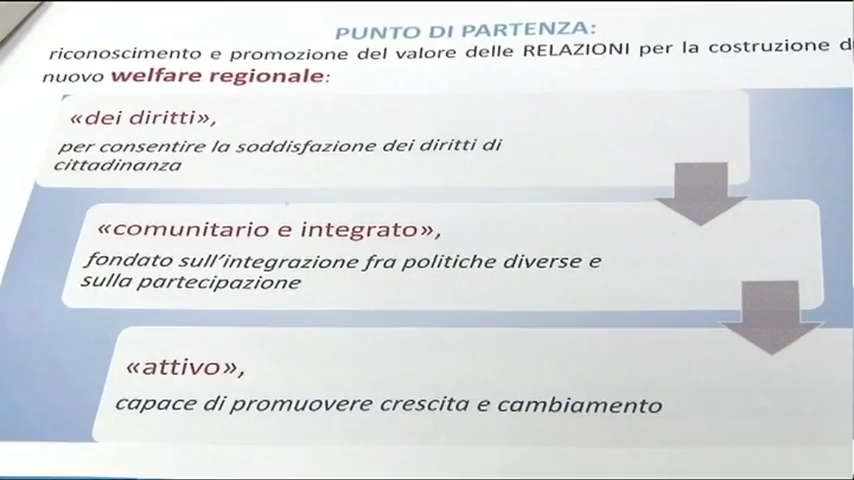 PUNTO DI PARTENZA:
riconoscimento e promozione del valore delle RELAZIONI per la costruzione
nuovo welfare regionale:
«dei diritti»,
per consentire la soddisfazione dei diritti di
cittadinanza
«comunitario e integrato»,
fondato sull'integrazione fra politiche diverse e
sulla partecipazione
«attivo»,
capace di promuovere crescita e cambiamento